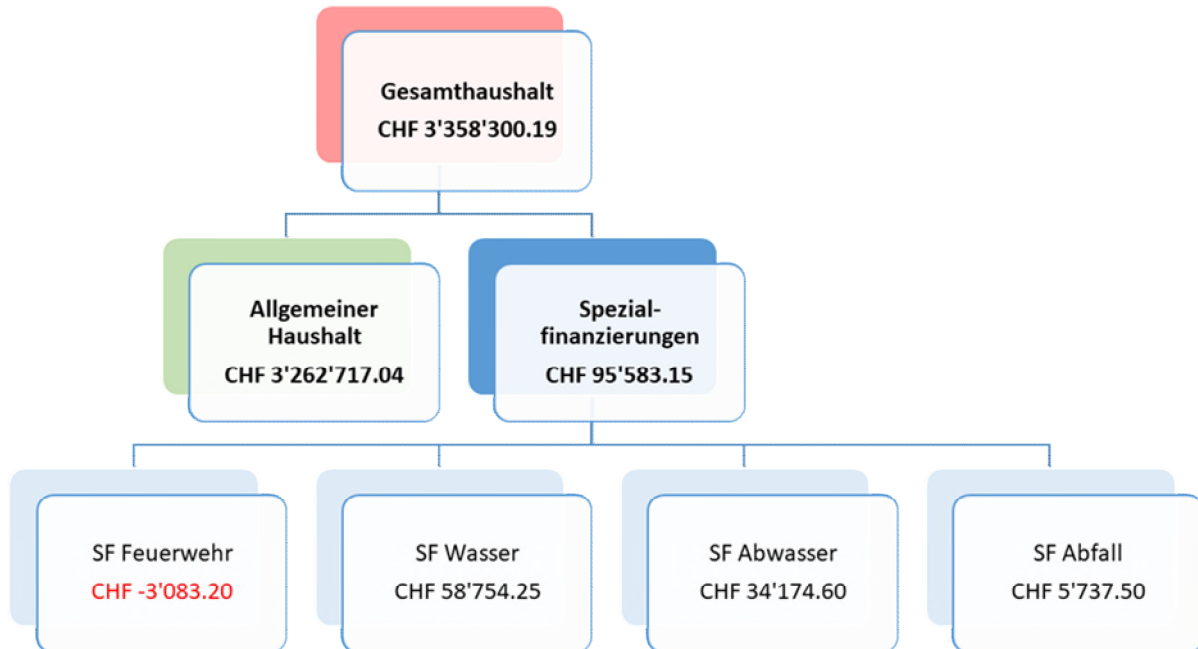 Gesamthaushalt
CHF 3'358'300.19
Allgemeiner
Haushalt
CHF 3'262'717.04
Spezial-
finanzierungen
CHF 95'583.15
SF Feuerwehr
CHF -3'083.20
SF Wasser
CHF 58'754.25
SF Abwasser
CHF 34'174.60
SF Abfall
CHF 5'737.50